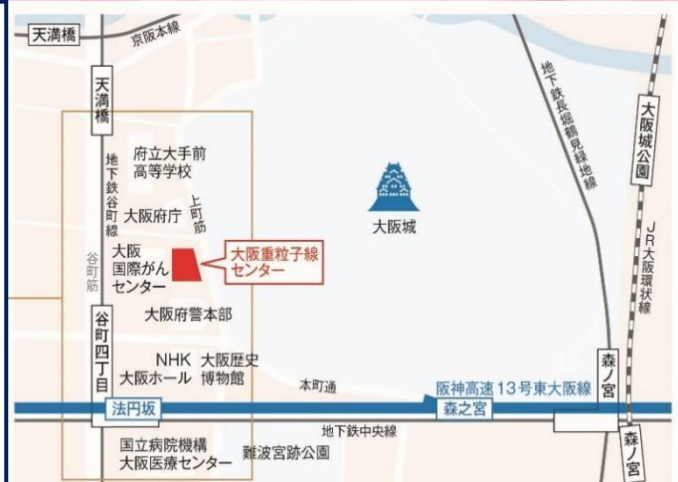 天満橋
京阪本線
天満橋
地下鉄長堀鶴見緑地線
大阪城公園
府立大手前
高等学校
地下鉄谷町線
上町筋
大阪府庁
大阪城
JR大阪環状線
大阪
国際がん
センター
大阪重粒子線
センター
谷町筋
大阪府警本部
谷町四丁目
NHK
大阪ホール
大阪歴史
博物館
本町通
阪神高速13号東大阪線
森ノ宮
法円坂
森之宮
地下鉄中央線
森ノ宮
国立病院機構
大阪医療センター
難波宮跡公園